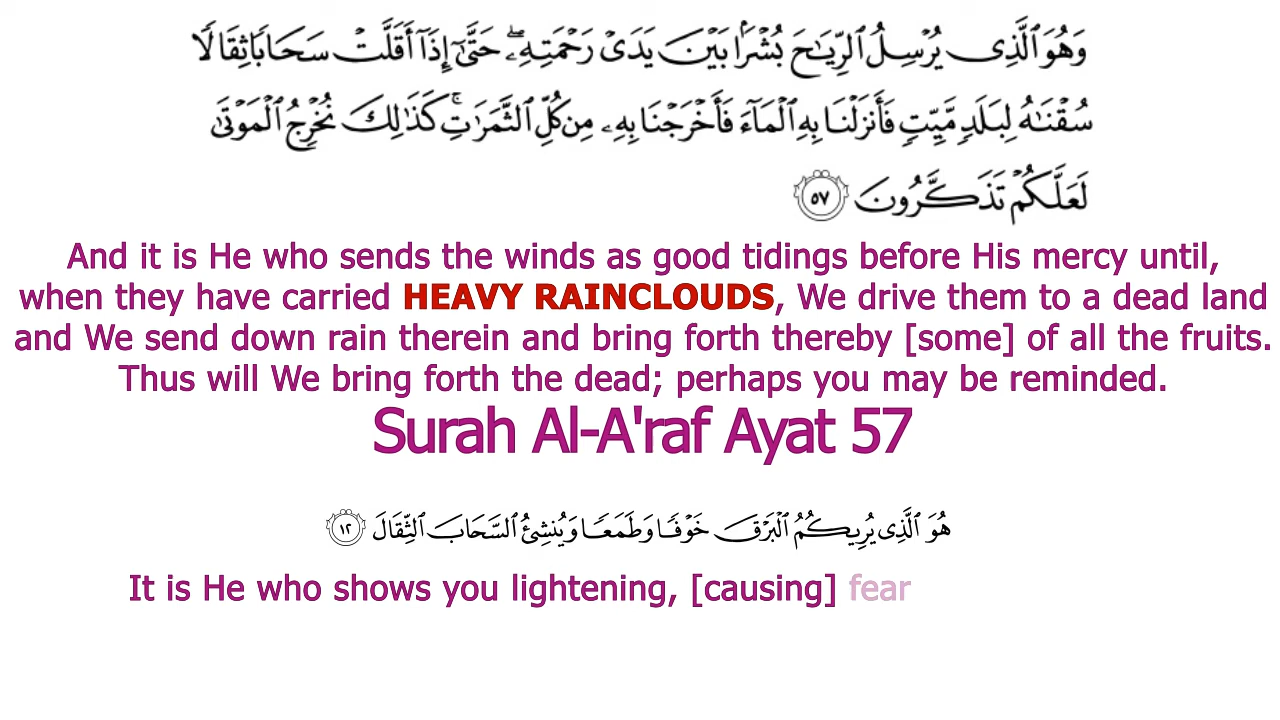 وَهُوَ ٱلَّذِى يُرْسِلُ ٱلرِّيَـٰحَ بُشْرًۢا بَيْنَ يَدَىْ رَحْمَتِهِۦ ۖ حَتَّىٰٓ إِذَآ أَقَلَّتْ سَحَابًا ثِقَالًا
سُقْنَـٰهُ لِبَلَدٍ مَّيِّتٍ فَأَنزَلْنَا بِهِ ٱلْمَآءَ فَأَخْرَجْنَا بِهِۦ مِن كُلِّ ٱلثَّمَرَٰتِ ۚ كَذَٰلِكَ نُخْرِجُ ٱلْمَوْتَىٰ
لَعَلَّكُمْ تَذَكَّرُونَ ٥٧
And it is He who sends the winds as good tidings before His mercy until,
when they have carried HEAVY RAINCLOUDS, We drive them to a dead land
and We send down rain therein and bring forth thereby [some] of all the fruits.
Thus will We bring forth the dead; perhaps you may be reminded.
Surah Al-A'raf Ayat 57
هُوَ ٱلَّذِى يُرِيكُمُ ٱلْبَرْقَ خَوْفًا وَطَمَعًا وَيُنشِئُ ٱلسَّحَابَ ٱلثِّقَالَ ١٢
It is He who shows you lightening, [causing] fear